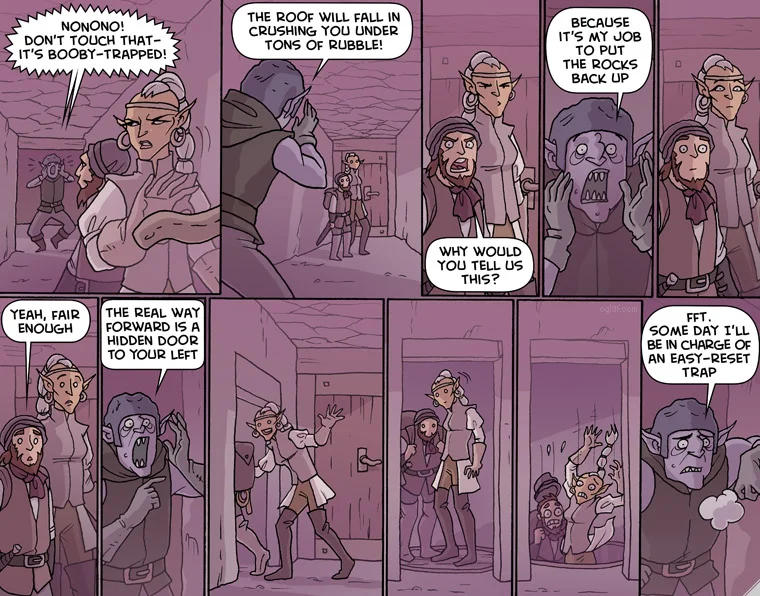 NONONO!
DON'T TOUCH THAT-
IT'S BOOBY-TRAPPED!
THE ROOF WILL FALL IN
CRUSHING YOU UNDER
TONS OF RUBBLE!
WHY WOULD
YOU TELL US
THIS?
BECAUSE
IT'S MY JOB
TO PUT
THE ROCKS
BACK UP
YEAH, FAIR
ENOUGH
THE REAL WAY
FORWARD IS A
HIDDEN DOOR
TO YOUR LEFT
oglaf.com
FFT.
SOME DAY I'LL
BE IN CHARGE OF
AN EASY-RESET
TRAP